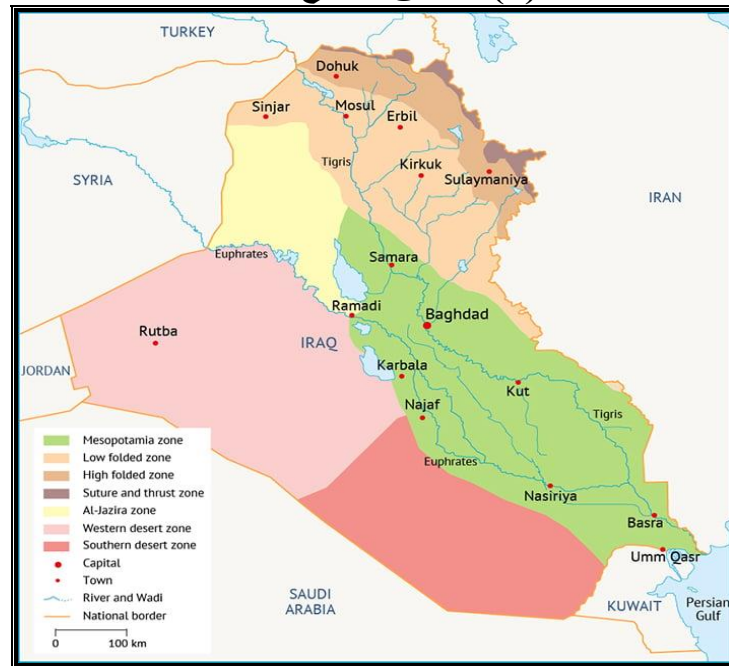 TURKEY
Dohuk
Sinjar
Mosul
Erbil
Tigris
Kirkuk
Sulaymaniya
SYRIA
IRAN
Euphrates
Samara
Ramadi
Baghdad
Rutba
IRAQ
JORDAN
Karbala
Kut
Najaf
Tigris
Euphrates
Nasiriya
Basra
Umm Qasr
SAUDI
ARABIA
KUWAIT
Persian
Gulf
Mesopotamia zone
Low folded zone
High folded zone
Suture and thrust zone
Al-Jazira zone
Western desert zone
Southern desert zone
Capital
Town
River and Wadi
National border
0 100 km